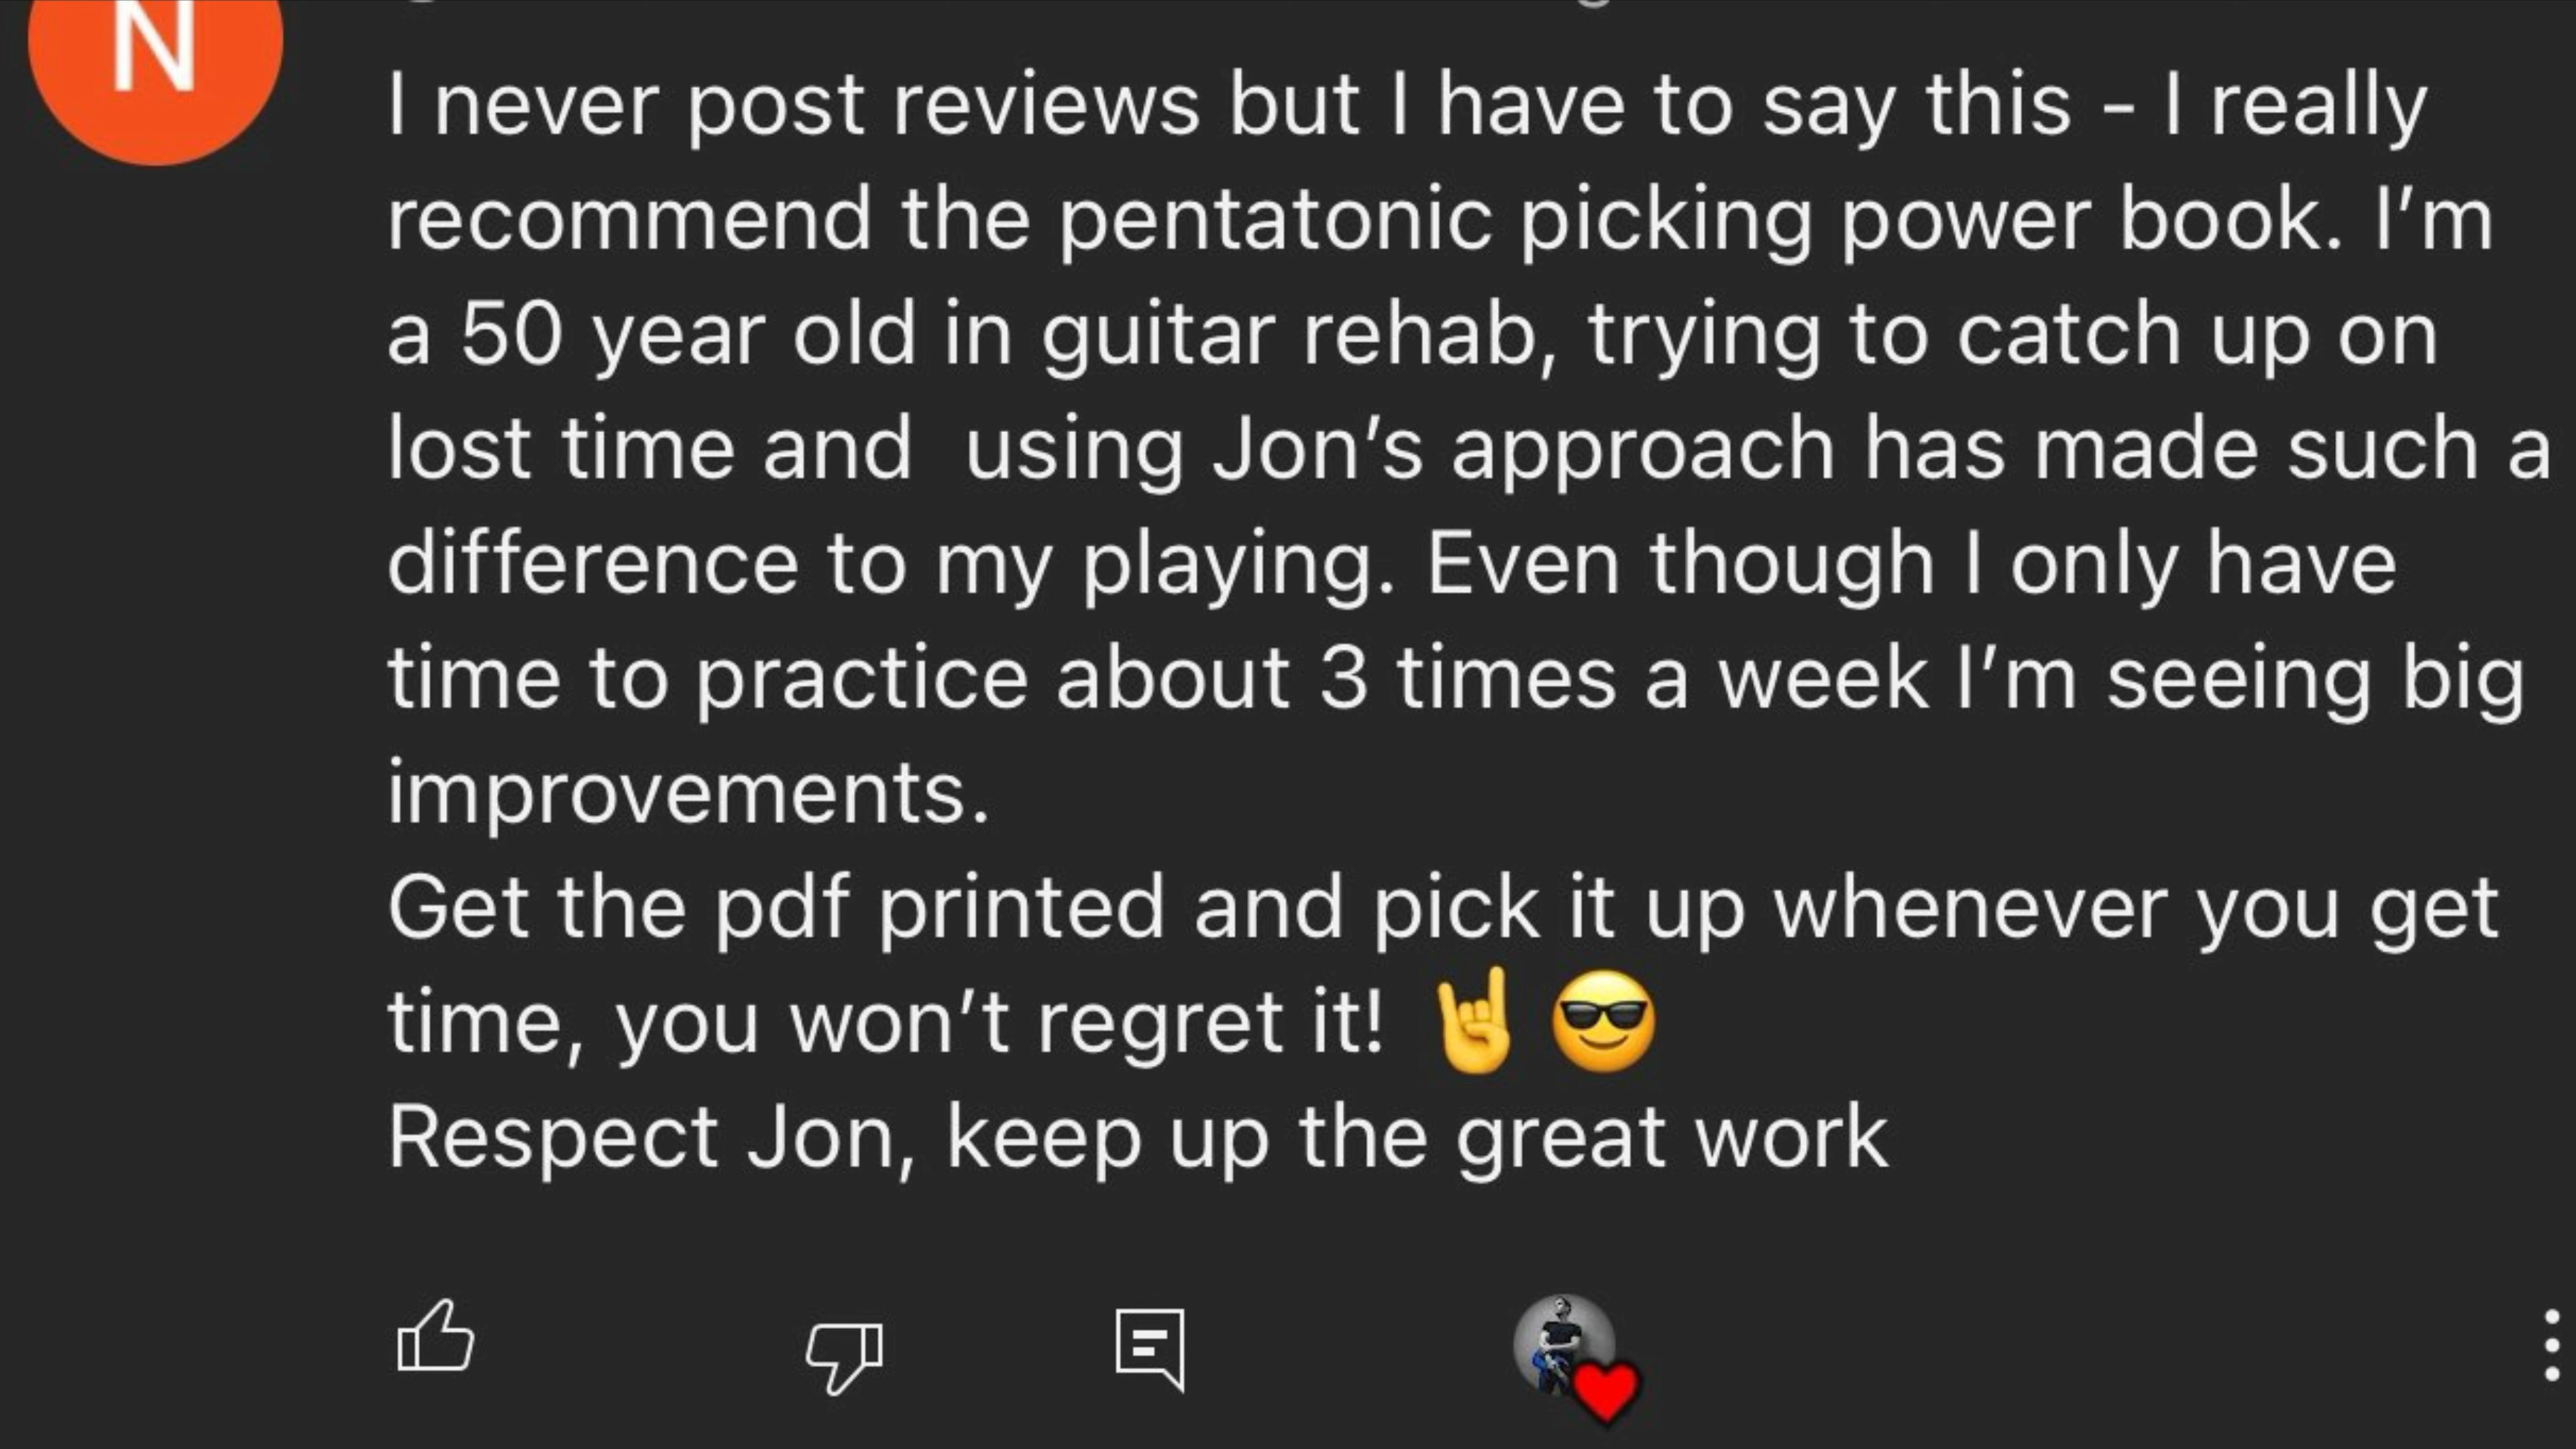 N
I never post reviews but I have to say this - I really
recommend the pentatonic picking power book. I’m
a 50 year old in guitar rehab, trying to catch up on
lost time and  using Jon’s approach has made such a
difference to my playing. Even though I only have
time to practice about 3 times a week I’m seeing big
improvements.
Get the pdf printed and pick it up whenever you get
time, you won’t regret it! 🤘😎
Respect Jon, keep up the great work